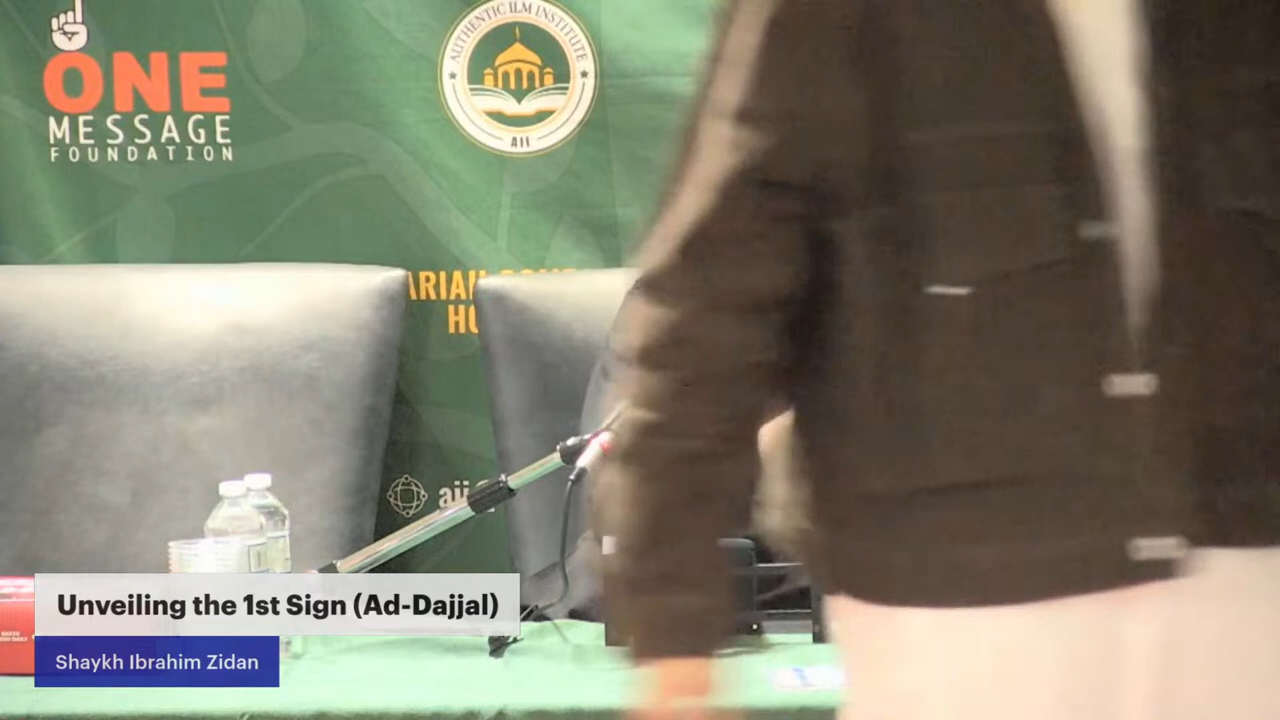 ONE
MESSAGE
FOUNDATION
AUTHENTIC ILM INSTITUTE
AII
Unveiling the 1st Sign (Ad-Dajjal)
Shaykh Ibrahim Zidan